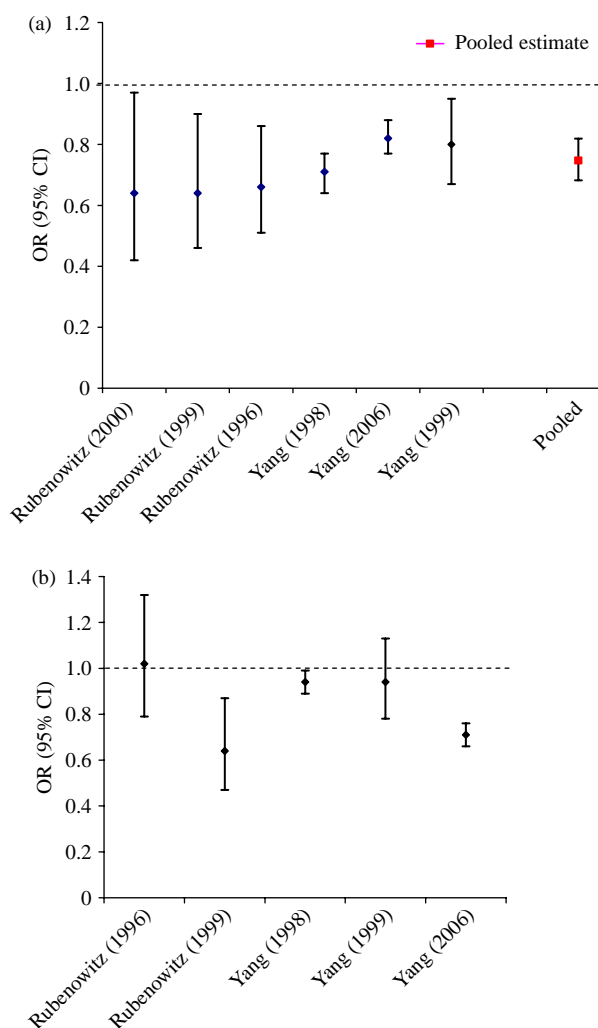 (a)
1.2
Pooled estimate
1.0
0.8
0.6
0.4
0.2
0
OR (95% CI)
Rubenowitz (2000)
Rubenowitz (1999)
Rubenowitz (1996)
Yang (1998)
Yang (2006)
Yang (1999)
Pooled
(b)
1.4
1.2
1.0
0.8
0.6
0.4
0.2
0
OR (95% CI)
Rubenowitz (1996)
Rubenowitz (1999)
Yang (1998)
Yang (1999)
Yang (2006)